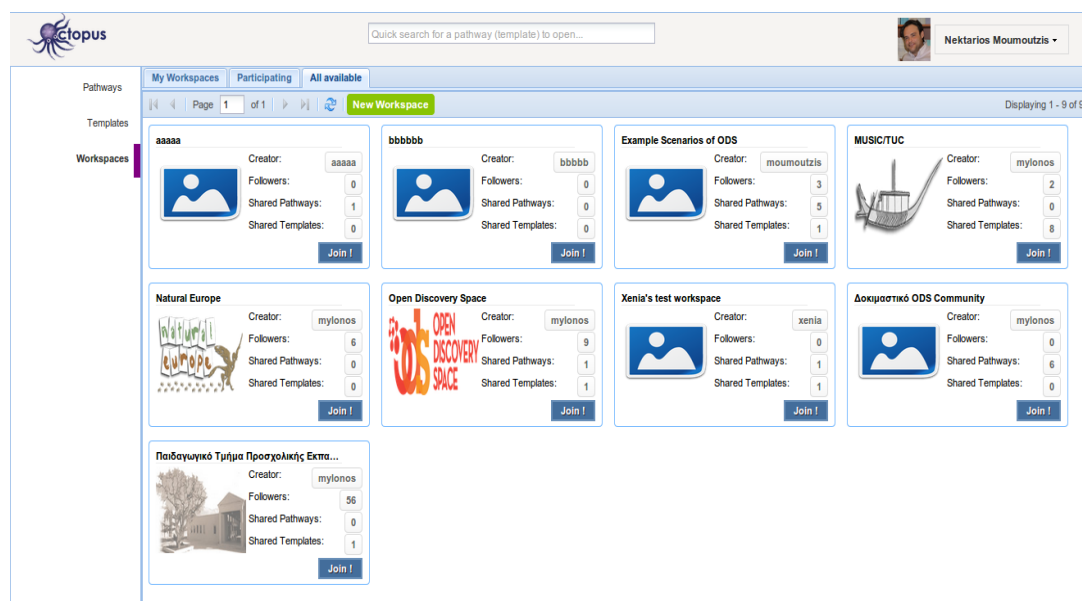 Octopus
Quick search for a pathway (template) to open...
Nektarios Moumoutzis
Pathways
Templates
Workspaces
My Workspaces Participating All available
Page 1 of 1 New Workspace Displaying 1 - 9 of 9
aaaaa
Creator: aaaaa
Followers: 0
Shared Pathways: 1
Shared Templates: 0
Join !
bbbbbb
Creator: bbbbb
Followers: 0
Shared Pathways: 0
Shared Templates: 0
Join !
Example Scenarios of ODS
Creator: moumoutzis
Followers: 3
Shared Pathways: 5
Shared Templates: 1
Join !
MUSIC/TUC
Creator: mylonos
Followers: 2
Shared Pathways: 0
Shared Templates: 8
Join !
Natural Europe
natural
europe
Creator: mylonos
Followers: 6
Shared Pathways: 0
Shared Templates: 0
Join !
Open Discovery Space
ods OPEN
DISCOVERY
SPACE
Creator: mylonos
Followers: 9
Shared Pathways: 1
Shared Templates: 1
Join !
Xenia's test workspace
Creator: xenia
Followers: 0
Shared Pathways: 1
Shared Templates: 1
Join !
Δοκιμαστικό ODS Community
Creator: mylonos
Followers: 0
Shared Pathways: 6
Shared Templates: 0
Join !
Παιδαγωγικό Τμήμα Προσχολικής Εκπα...
Creator: mylonos
Followers: 56
Shared Pathways: 0
Shared Templates: 1
Join !